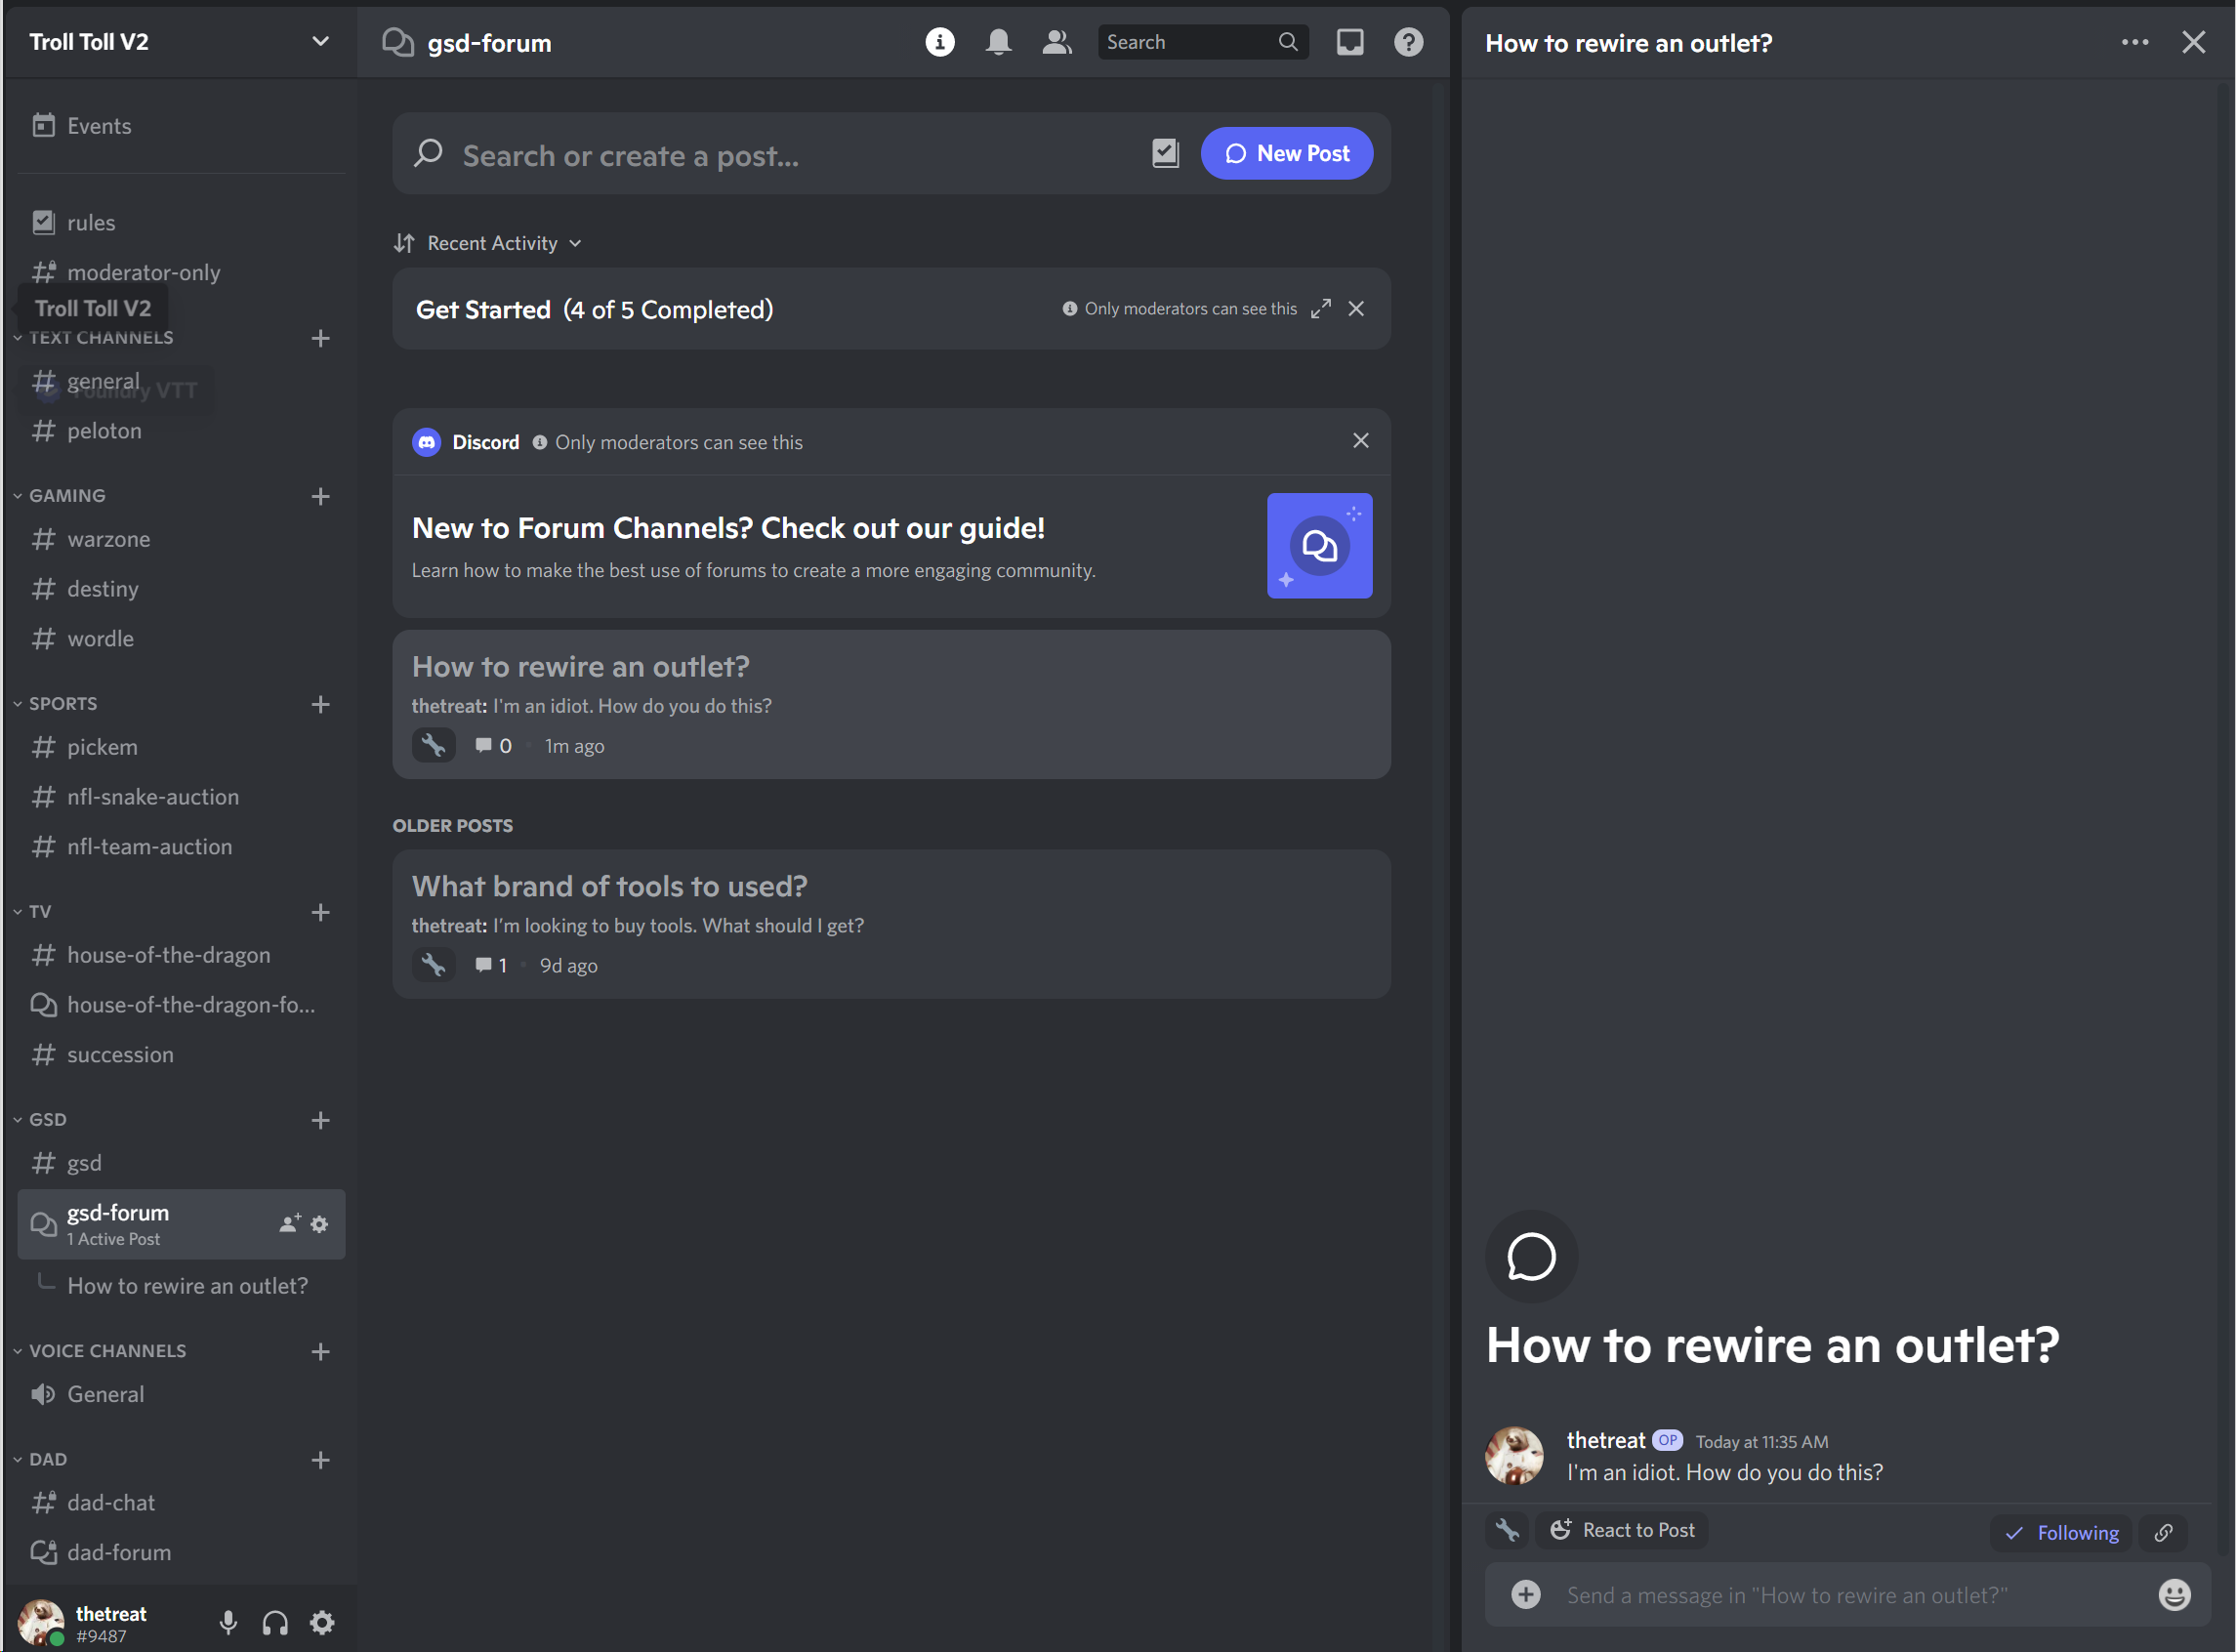 Troll Toll V2
Events
rules
moderator-only
Troll Toll V2
TEXT CHANNELS
general
Foundry VTT
peloton
GAMING
warzone
destiny
wordle
SPORTS
pickem
nfl-snake-auction
nfl-team-auction
TV
house-of-the-dragon
house-of-the-dragon-fo...
succession
GSD
gsd
gsd-forum
1 Active Post
How to rewire an outlet?
VOICE CHANNELS
General
DAD
dad-chat
dad-forum
thetreat
#9487
gsd-forum
Search
Search or create a post...
New Post
Recent Activity
Get Started (4 of 5 Completed)
Only moderators can see this
Discord Only moderators can see this
New to Forum Channels? Check out our guide!
Learn how to make the best use of forums to create a more engaging community.
How to rewire an outlet?
thetreat: I'm an idiot. How do you do this?
0 1m ago
OLDER POSTS
What brand of tools to used?
thetreat: I’m looking to buy tools. What should I get?
1 9d ago
How to rewire an outlet?
How to rewire an outlet?
thetreat OP Today at 11:35 AM
I'm an idiot. How do you do this?
React to Post
Following
Send a message in "How to rewire an outlet?"